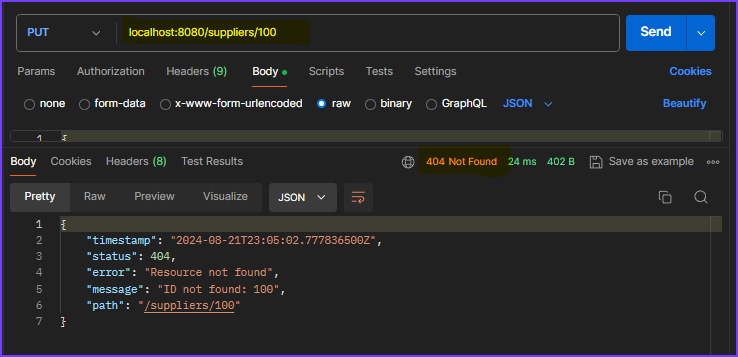 PUT localhost:8080/suppliers/100 Send
Params Authorization Headers (9) Body Scripts Tests Settings Cookies
none form-data x-www-form-urlencoded raw binary GraphQL JSON Beautify
1 {
Body Cookies Headers (8) Test Results 404 Not Found 24 ms 402 B Save as example
Pretty Raw Preview Visualize JSON
1 {
2 "timestamp": "2024-08-21T23:05:02.777836500Z",
3 "status": 404,
4 "error": "Resource not found",
5 "message": "ID not found: 100",
6 "path": "/suppliers/100"
7 }